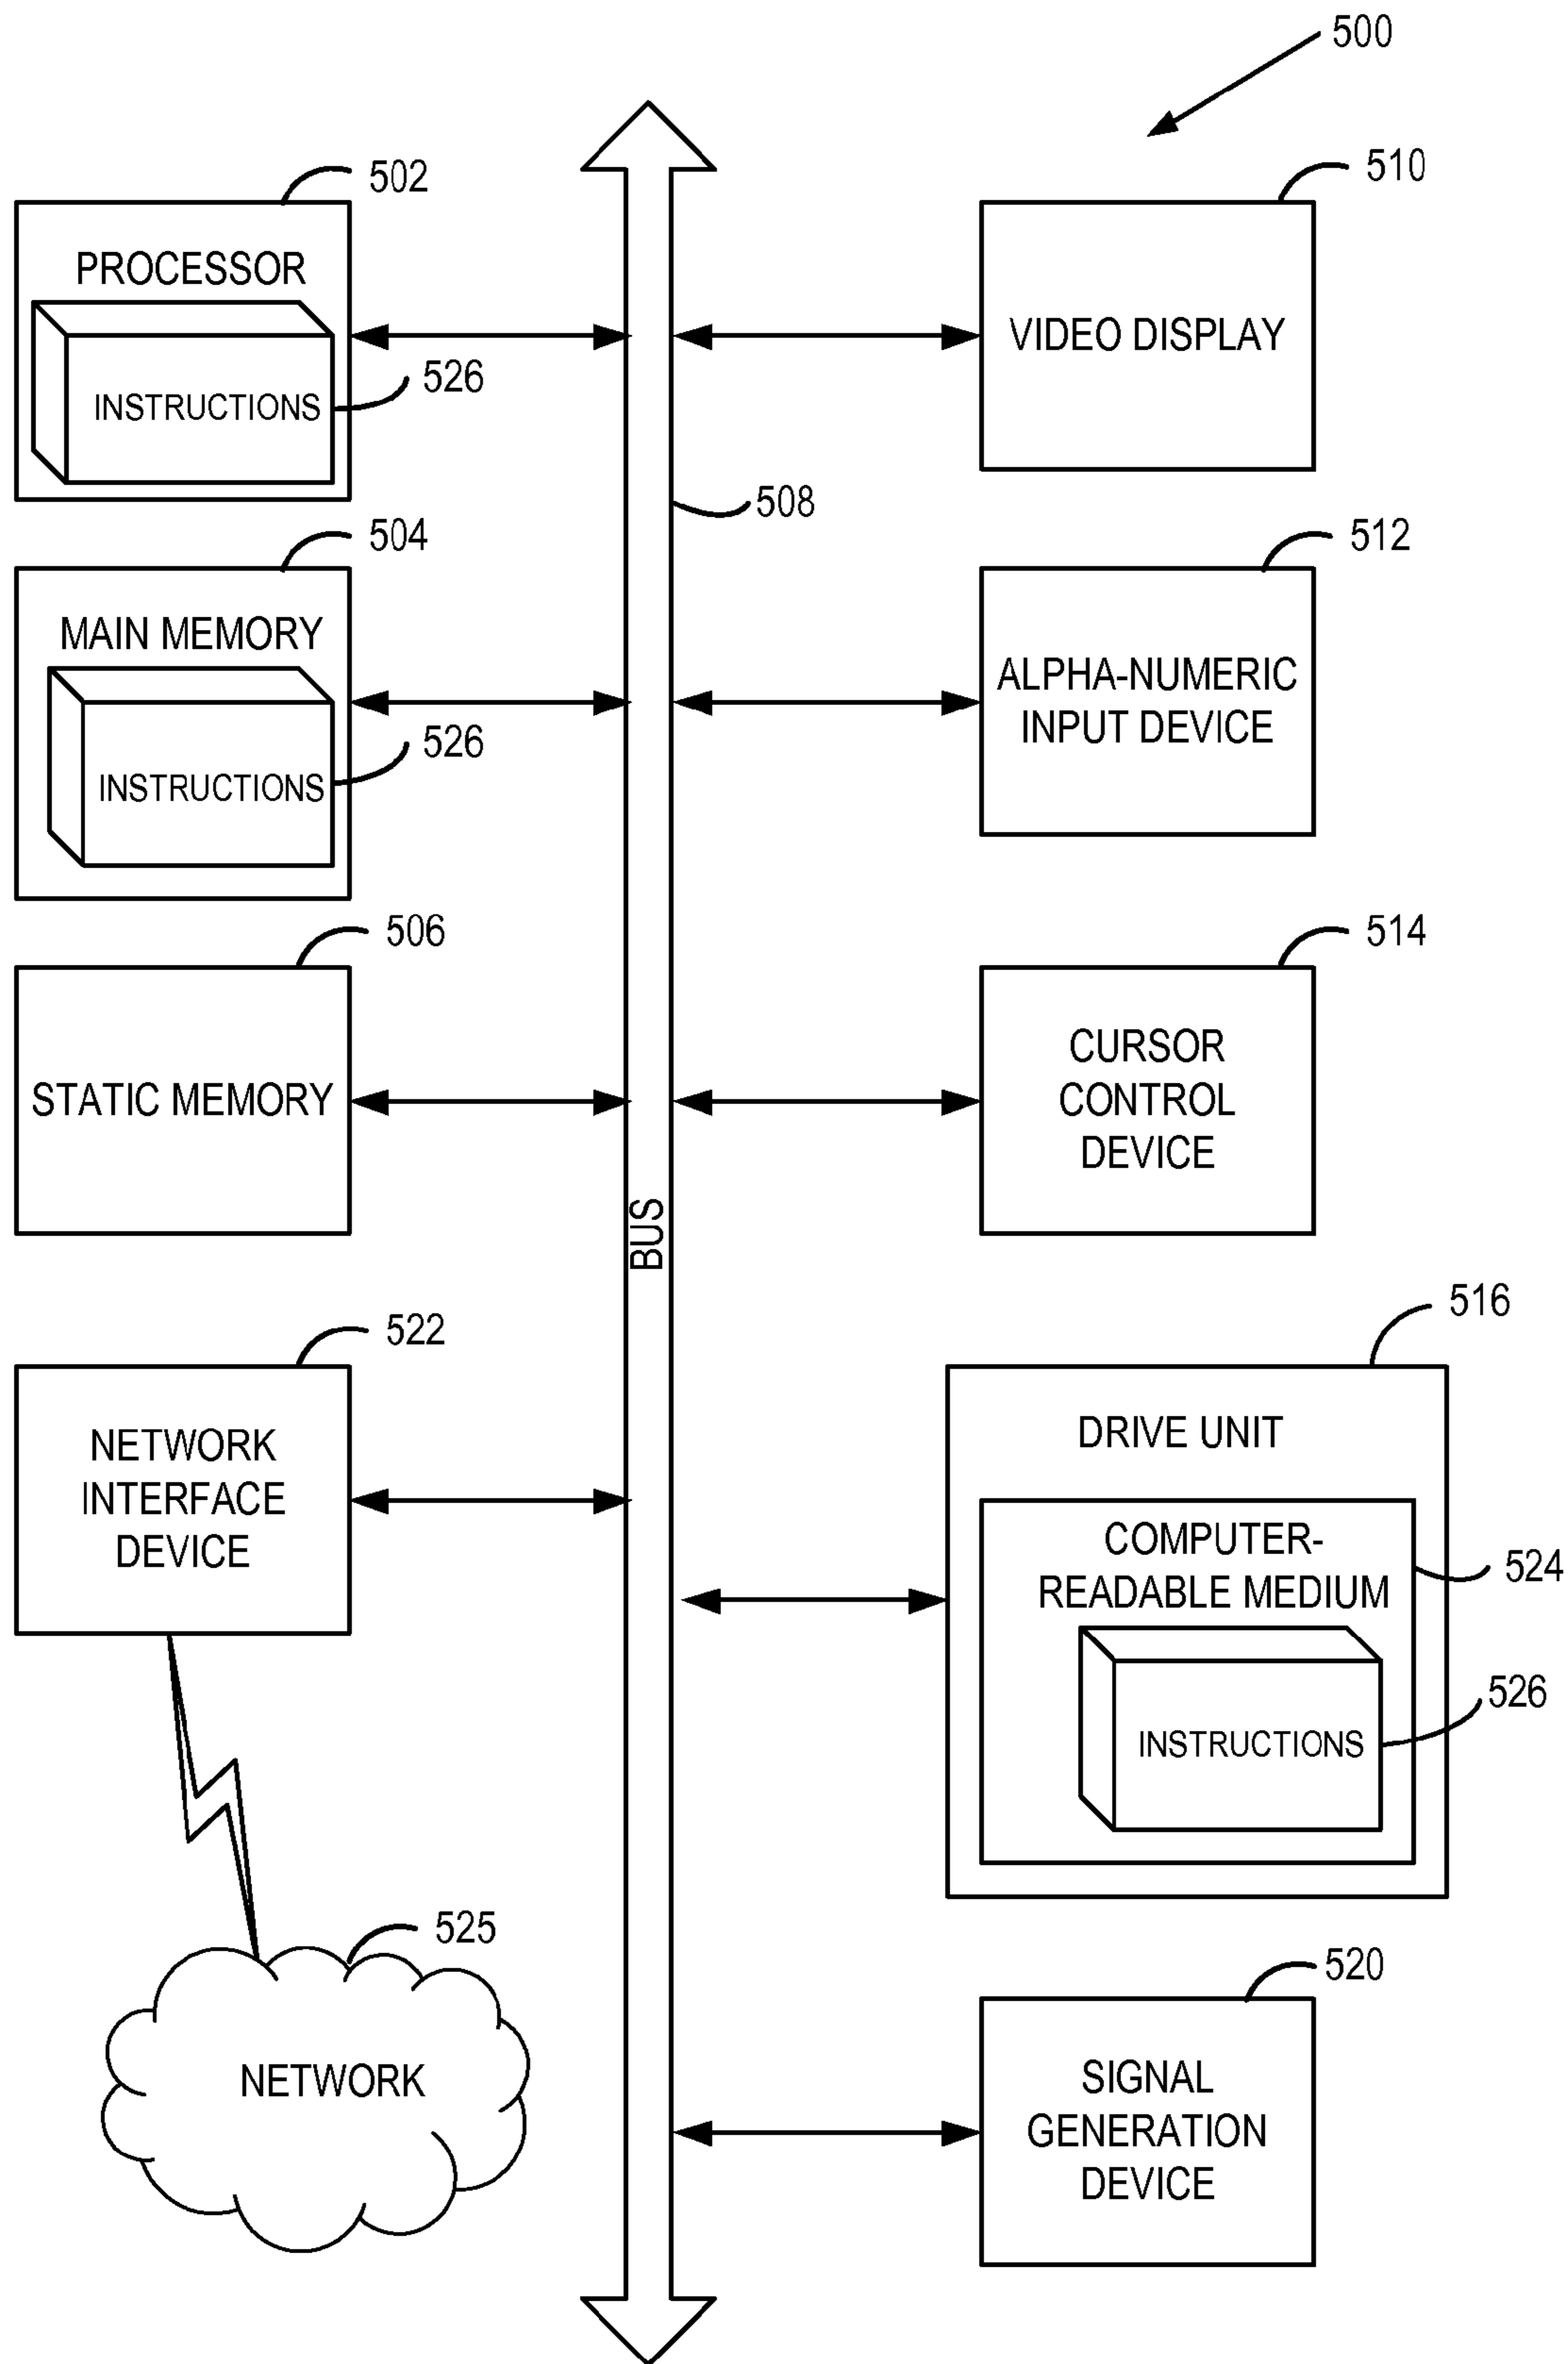 500
502
PROCESSOR
INSTRUCTIONS
526
510
VIDEO DISPLAY
508
504
MAIN MEMORY
INSTRUCTIONS
526
512
ALPHA-NUMERIC
INPUT DEVICE
506
STATIC MEMORY
514
CURSOR
CONTROL
DEVICE
BUS
522
NETWORK
INTERFACE
DEVICE
516
DRIVE UNIT
COMPUTER-
READABLE MEDIUM
524
INSTRUCTIONS
526
525
NETWORK
520
SIGNAL
GENERATION
DEVICE